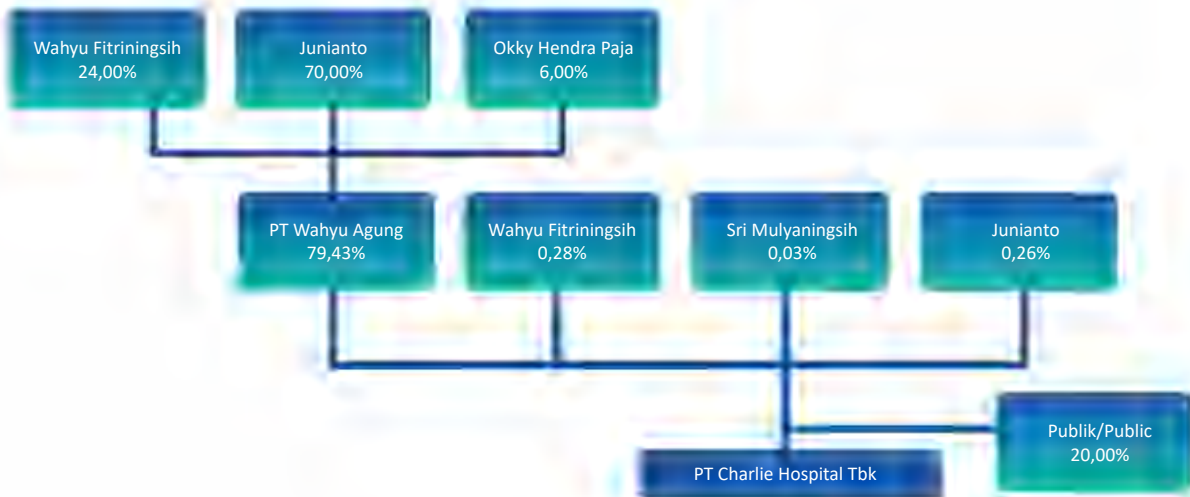 Wahyu Fitriningsih
24,00%
Junianto
70,00%
Okky Hendra Paja
6,00%
PT Wahyu Agung
79,43%
Wahyu Fitriningsih
0,28%
Sri Mulyaningsih
0,03%
Junianto
0,26%
Publik/Public
20,00%
PT Charlie Hospital Tbk